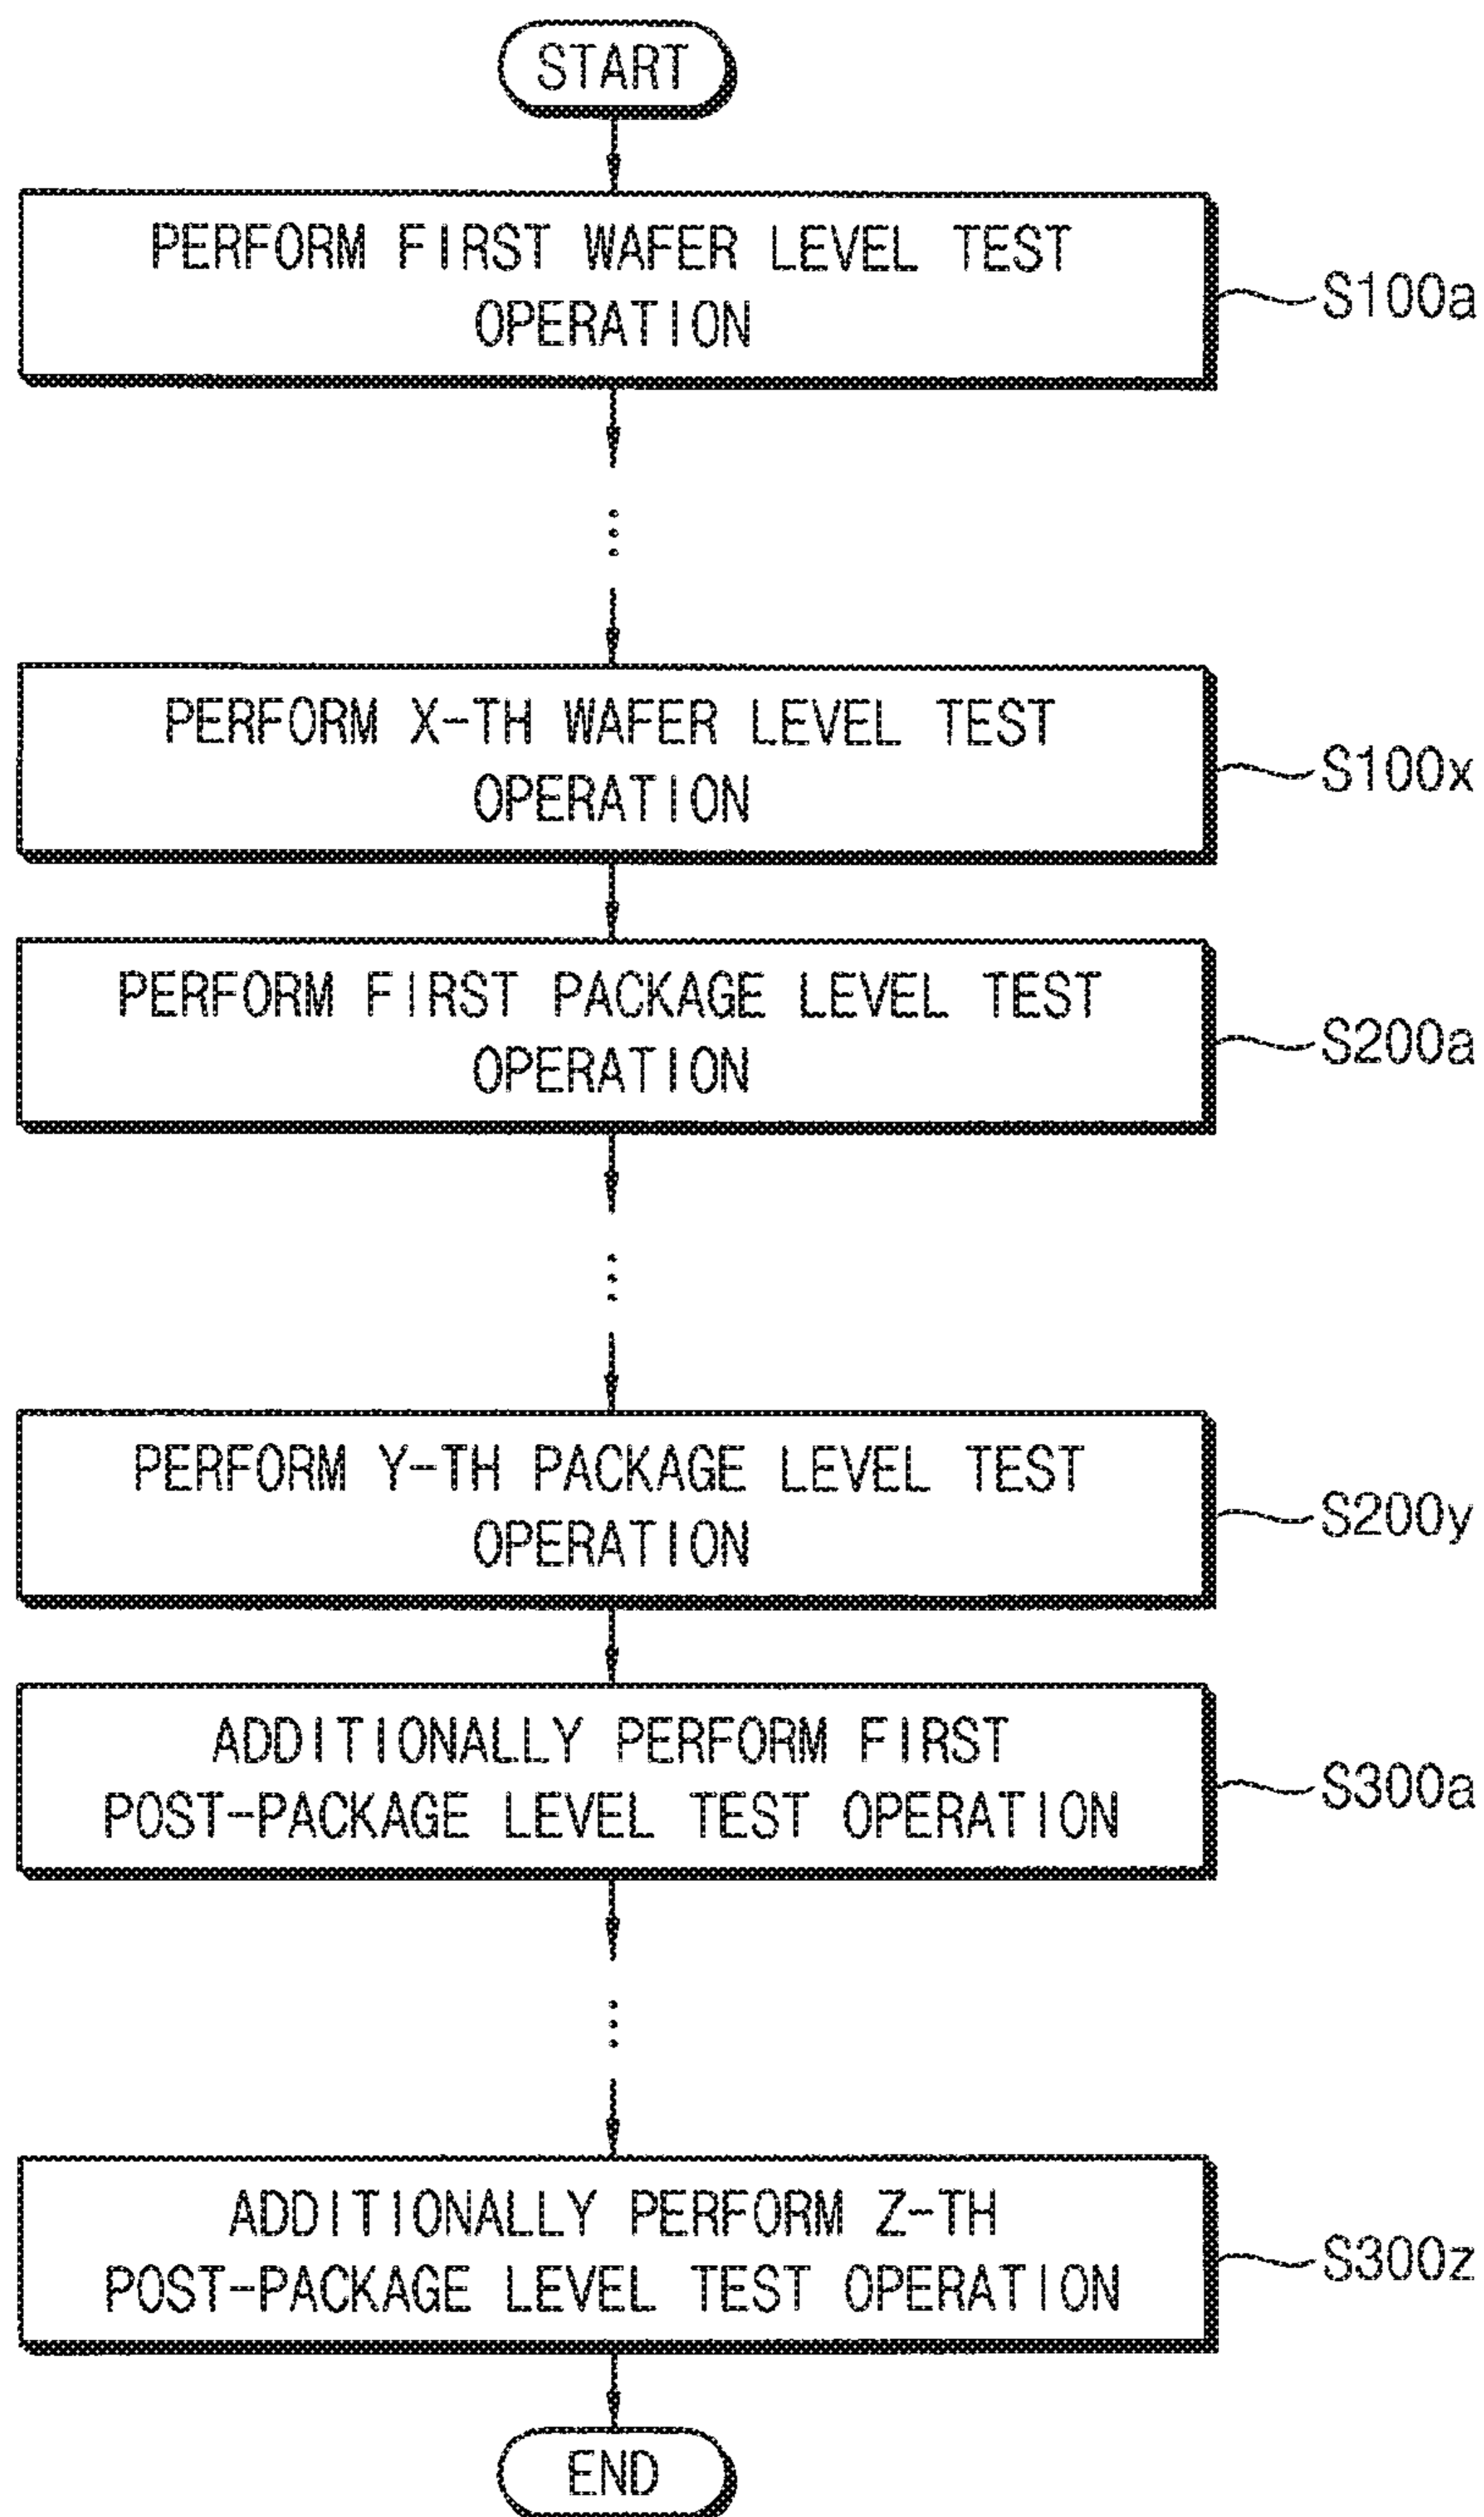 START
PERFORM FIRST WAFER LEVEL TEST
OPERATION
S100a
PERFORM X-TH WAFER LEVEL TEST
OPERATION
S100x
PERFORM FIRST PACKAGE LEVEL TEST
OPERATION
S200a
PERFORM Y-TH PACKAGE LEVEL TEST
OPERATION
S200y
ADDITIONALLY PERFORM FIRST
POST-PACKAGE LEVEL TEST OPERATION
S300a
ADDITIONALLY PERFORM Z-TH
POST-PACKAGE LEVEL TEST OPERATION
S300z
END